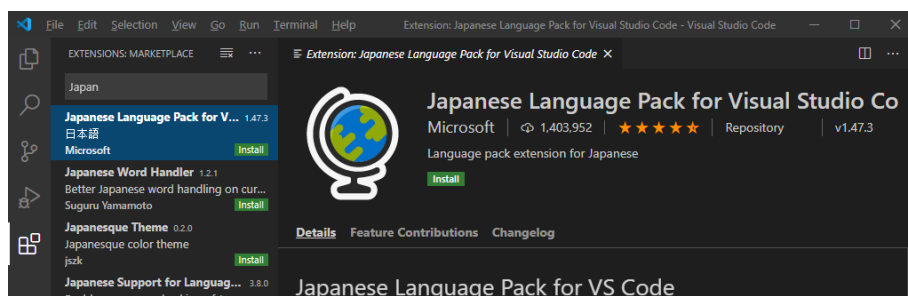 File Edit Selection View Go Run Terminal Help Extension: Japanese Language Pack for Visual Studio Code - Visual Studio Code
EXTENSIONS: MARKETPLACE
Japan
Japanese Language Pack for V... 1.47.3
日本語
Microsoft Install
Japanese Word Handler 1.2.1
Better Japanese word handling on cur...
Suguru Yamamoto Install
Japanesque Theme 0.2.0
Japanesque color theme
jszk Install
Japanese Support for Languag... 3.8.0
Extension: Japanese Language Pack for Visual Studio Code
Japanese Language Pack for Visual Studio Co
Microsoft 1,403,952 Repository v1.47.3
Language pack extension for Japanese
Install
Details Feature Contributions Changelog
Japanese Language Pack for VS Code